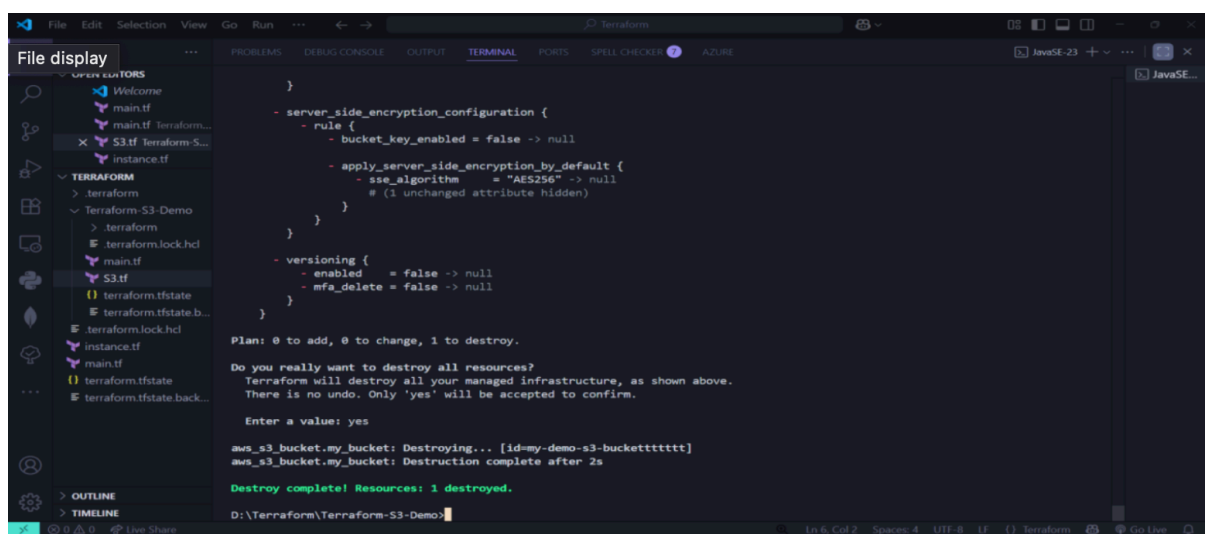 File Edit Selection View Go Run ··· ← → Terraform
File display
··· PROBLEMS DEBUG CONSOLE OUTPUT TERMINAL PORTS SPELL CHECKER 7 AZURE JavaSE-23
OPEN EDITORS
Welcome
main.tf
main.tf Terraform...
S3.tf Terraform-S...
instance.tf
TERRAFORM
.terraform
Terraform-S3-Demo
.terraform
.terraform.lock.hcl
main.tf
S3.tf
terraform.tfstate
terraform.tfstate.b...
.terraform.lock.hcl
instance.tf
main.tf
terraform.tfstate
terraform.tfstate.back...
OUTLINE
TIMELINE
}
- server_side_encryption_configuration {
- rule {
- bucket_key_enabled = false -> null
- apply_server_side_encryption_by_default {
- sse_algorithm = "AES256" -> null
# (1 unchanged attribute hidden)
}
}
}
- versioning {
- enabled = false -> null
- mfa_delete = false -> null
}
}
Plan: 0 to add, 0 to change, 1 to destroy.
Do you really want to destroy all resources?
Terraform will destroy all your managed infrastructure, as shown above.
There is no undo. Only 'yes' will be accepted to confirm.
Enter a value: yes
aws_s3_bucket.my_bucket: Destroying... [id=my-demo-s3-buckettttttt]
aws_s3_bucket.my_bucket: Destruction complete after 2s
Destroy complete! Resources: 1 destroyed.
D:\Terraform\Terraform-S3-Demo>
JavaSE...
0 0 Live Share Ln 6, Col 2 Spaces: 4 UTF-8 LF {} Terraform Go Live